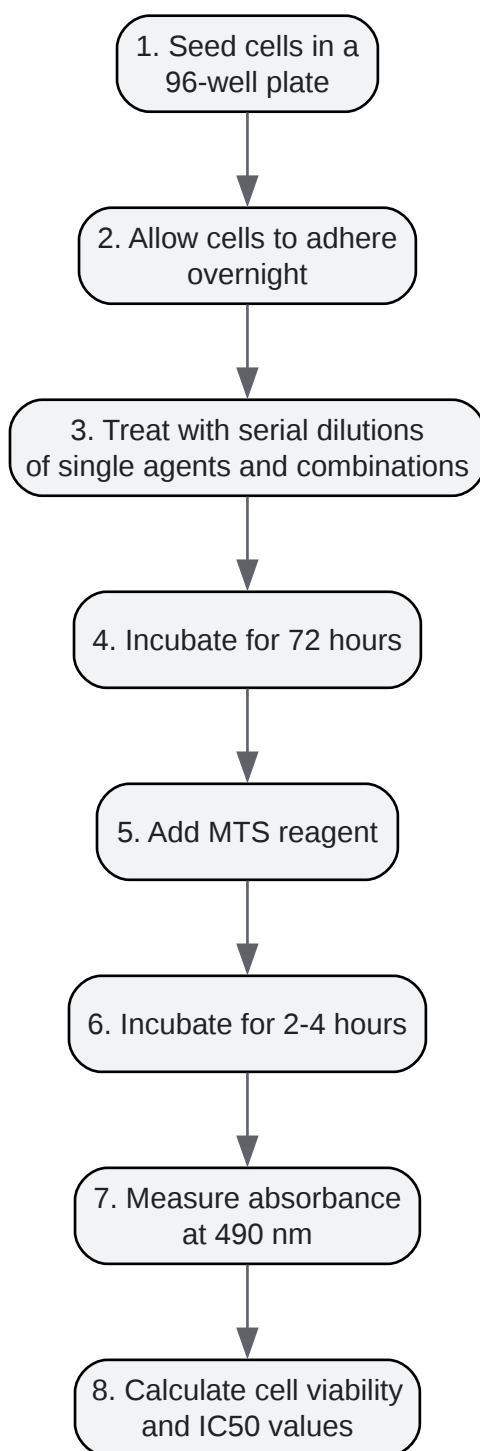 1. Seed cells in a
96-well plate
2. Allow cells to adhere
overnight
3. Treat with serial dilutions
of single agents and combinations
4. Incubate for 72 hours
5. Add MTS reagent
6. Incubate for 2-4 hours
7. Measure absorbance
at 490 nm
8. Calculate cell viability
and IC50 values